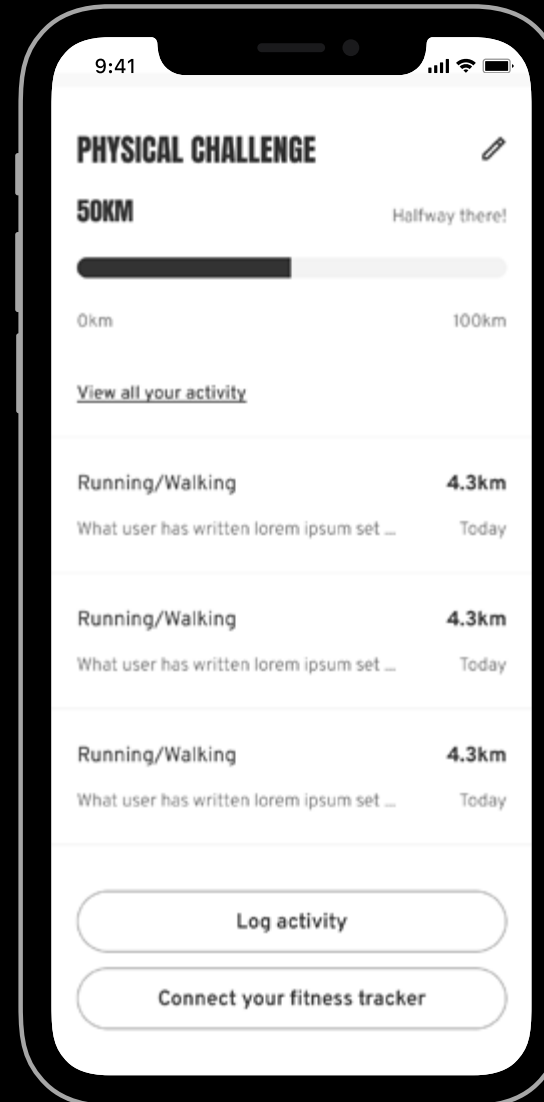 9:41
PHYSICAL CHALLENGE
50KM
Halfway there!
0km
100km
View all your activity
Running/Walking
4.3km
What user has written lorem ipsum set ...
Today
Running/Walking
4.3km
What user has written lorem ipsum set ...
Today
Running/Walking
4.3km
What user has written lorem ipsum set ...
Today
Log activity
Connect your fitness tracker